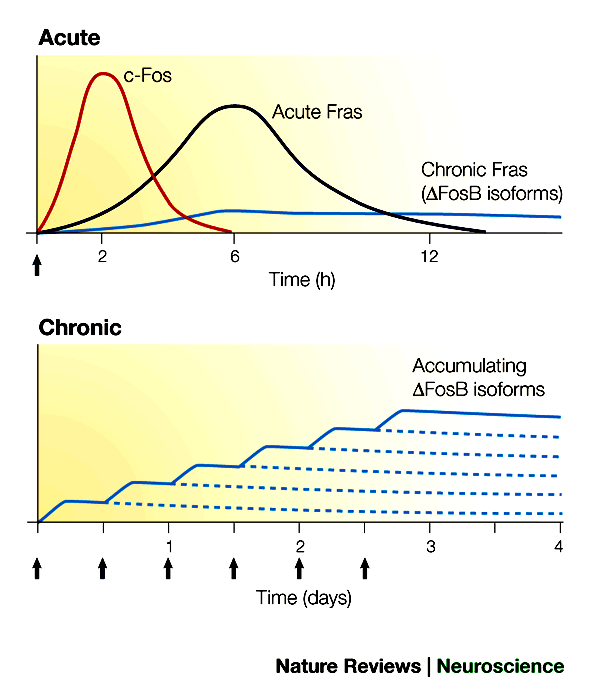 Acute
c-Fos
Acute Fras
Chronic Fras
(ΔFosB isoforms)
2
6
12
Time (h)
Chronic
Accumulating
ΔFosB isoforms
1
2
3
4
Time (days)
Nature Reviews | Neuroscience